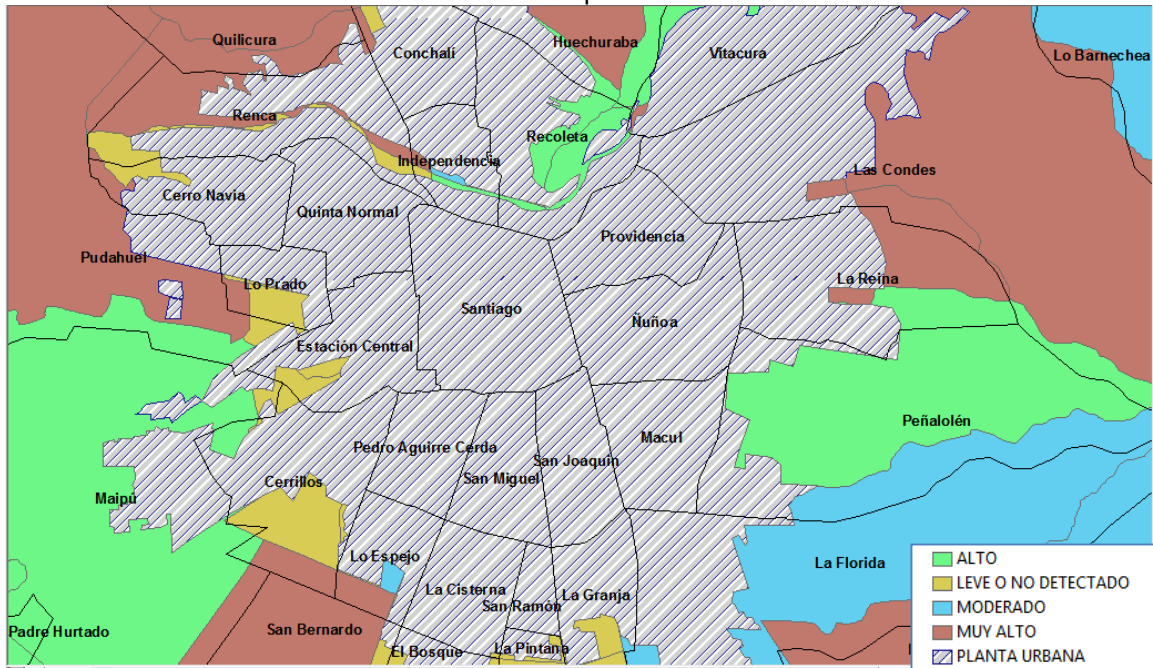 Quilicura
Conchalí
Huechuraba
Vitacura
Lo Barnechea
Renca
Recoleta
Independencia
Las Condes
Cerro Navia
Quinta Normal
Providencia
Pudahuel
Lo Prado
La Reina
Santiago
Ñuñoa
Estación Central
Peñalolén
Pedro Aguirre Cerda
Macul
San Joaquín
San Miguel
Cerrillos
Maipú
Lo Espejo
La Florida
La Cisterna
La Granja
San Ramón
Padre Hurtado
San Bernardo
El Bosque
La Pintana
ALTO
LEVE O NO DETECTADO
MODERADO
MUY ALTO
PLANTA URBANA